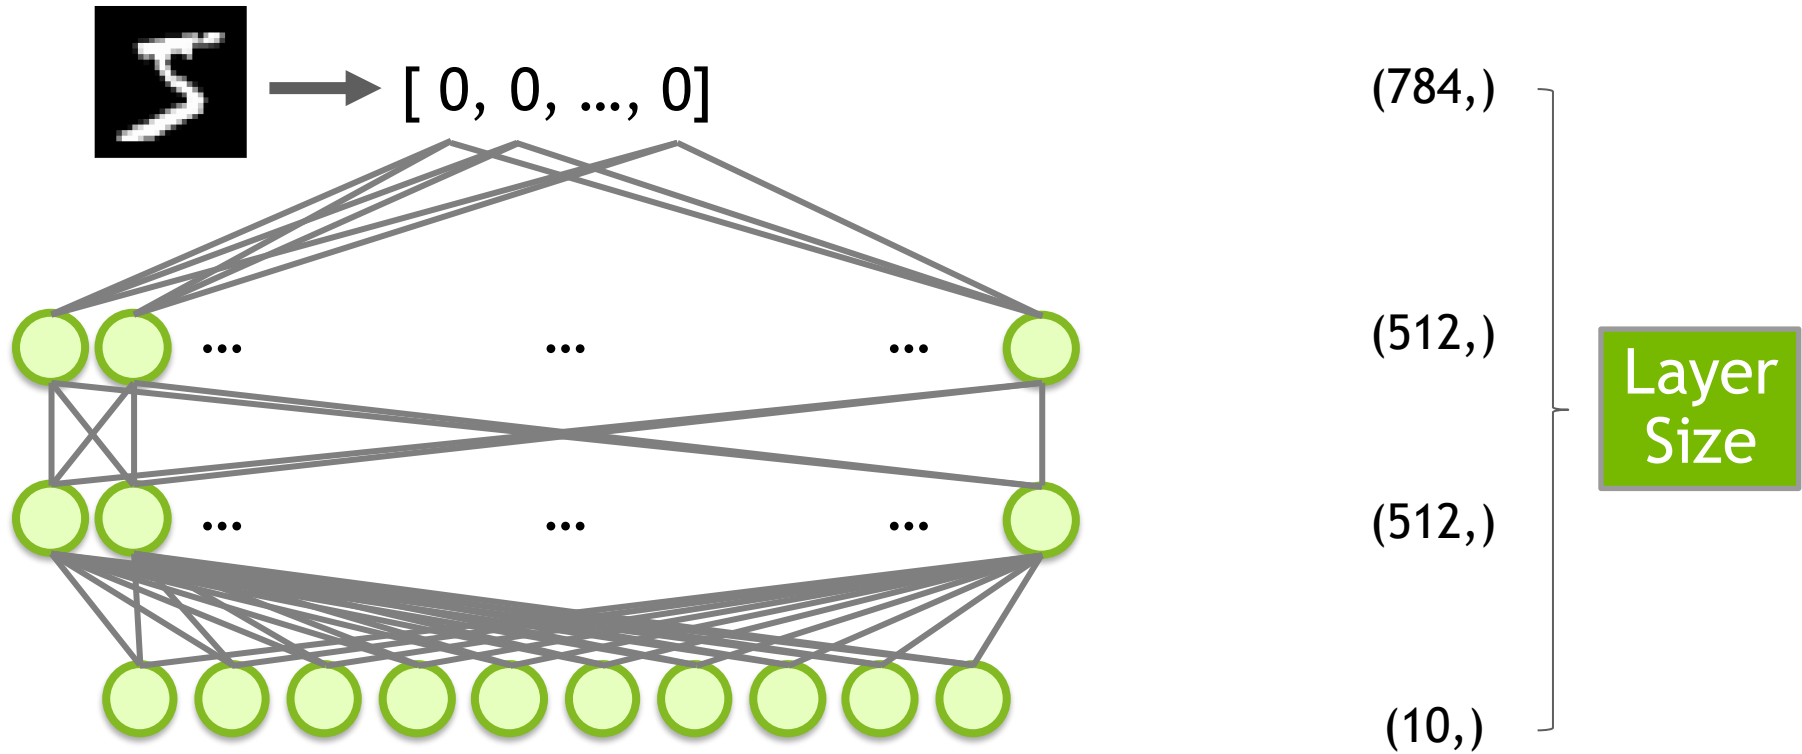 [ 0, 0, ..., 0]
(784,)
... ... ...
(512,)
Layer
Size
... ... ...
(512,)
(10,)